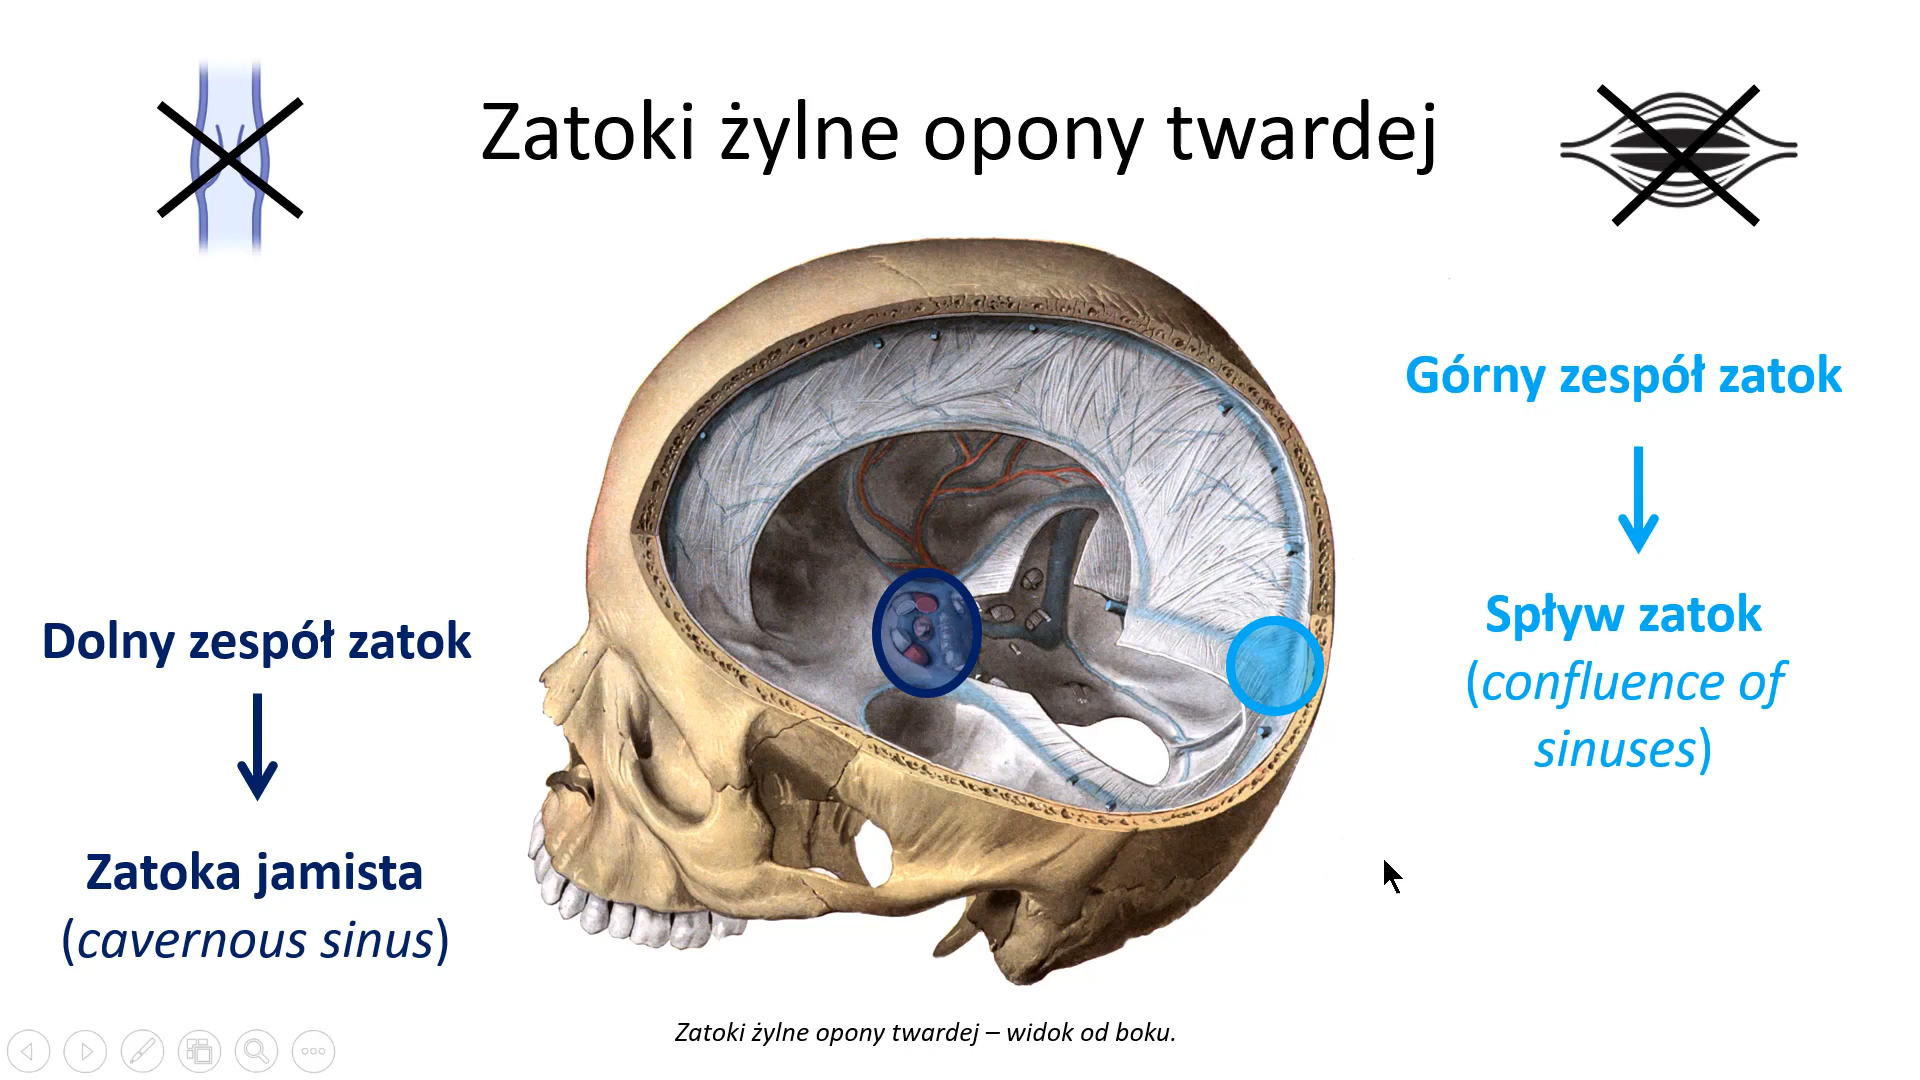 Zatoki żylne opony twardej
Górny zespół zatok
Spływ zatok
(confluence of
sinuses)
Dolny zespół zatok
Zatoka jamista
(cavernous sinus)
Zatoki żylne opony twardej – widok od boku.